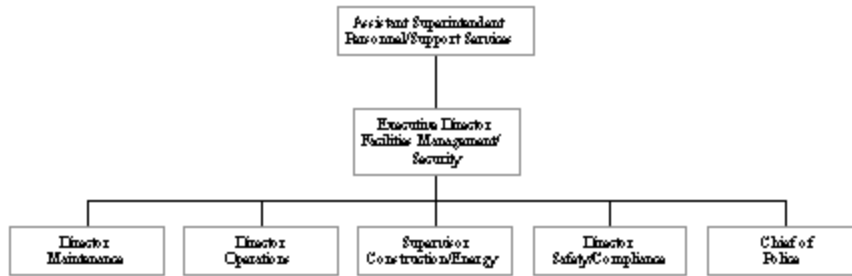 Assistant Superintendent
Personnel/Support Services
Executive Director
Facilities Management/
Security
Director
Maintenance
Director
Operations
Supervisor
Construction/Energy
Director
Safety/Compliance
Chief of
Police